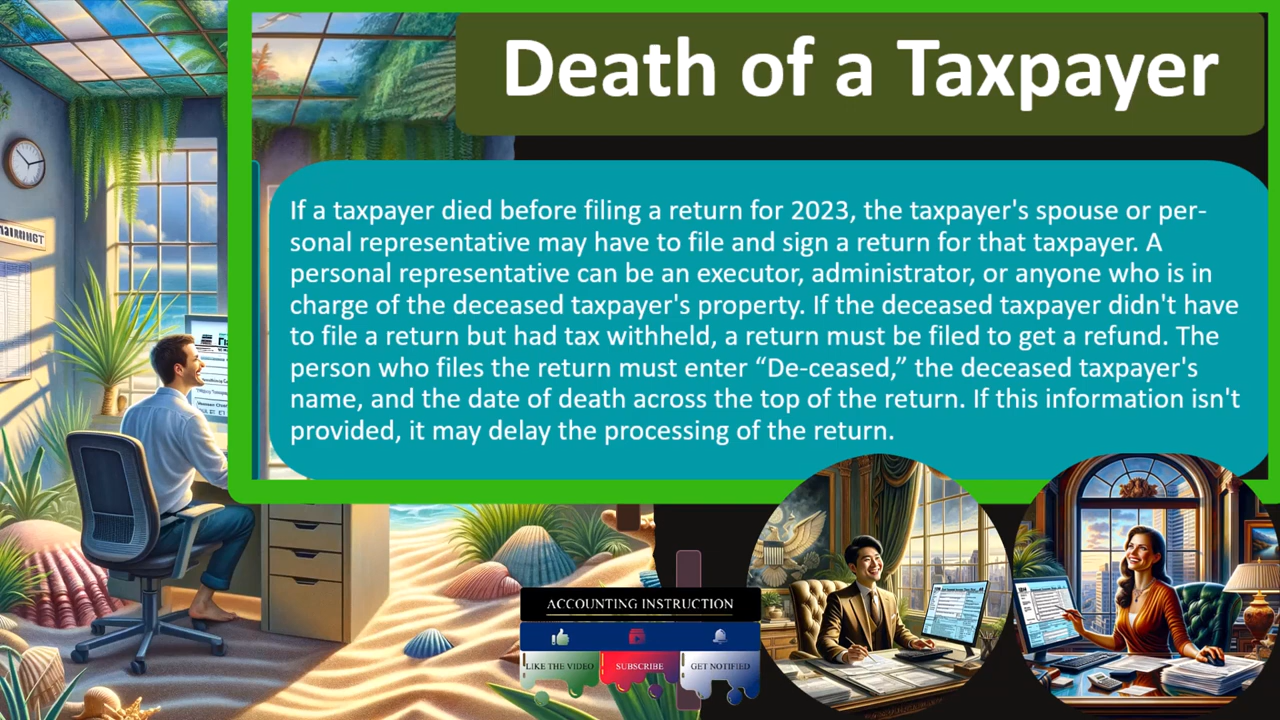 Death of a Taxpayer
If a taxpayer died before filing a return for 2023, the taxpayer's spouse or per-
sonal representative may have to file and sign a return for that taxpayer. A
personal representative can be an executor, administrator, or anyone who is in
charge of the deceased taxpayer's property. If the deceased taxpayer didn't have
to file a return but had tax withheld, a return must be filed to get a refund. The
person who files the return must enter “De-ceased,” the deceased taxpayer's
name, and the date of death across the top of the return. If this information isn't
provided, it may delay the processing of the return.
ACCOUNTING INSTRUCTION
LIKE THE VIDEO SUBSCRIBE GET NOTIFIED